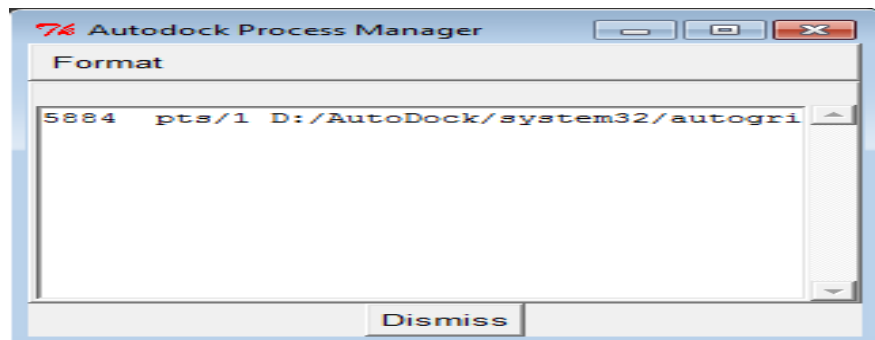 Autodock Process Manager
Format
5884 pts/1 D:/AutoDock/system32/autogri
Dismiss